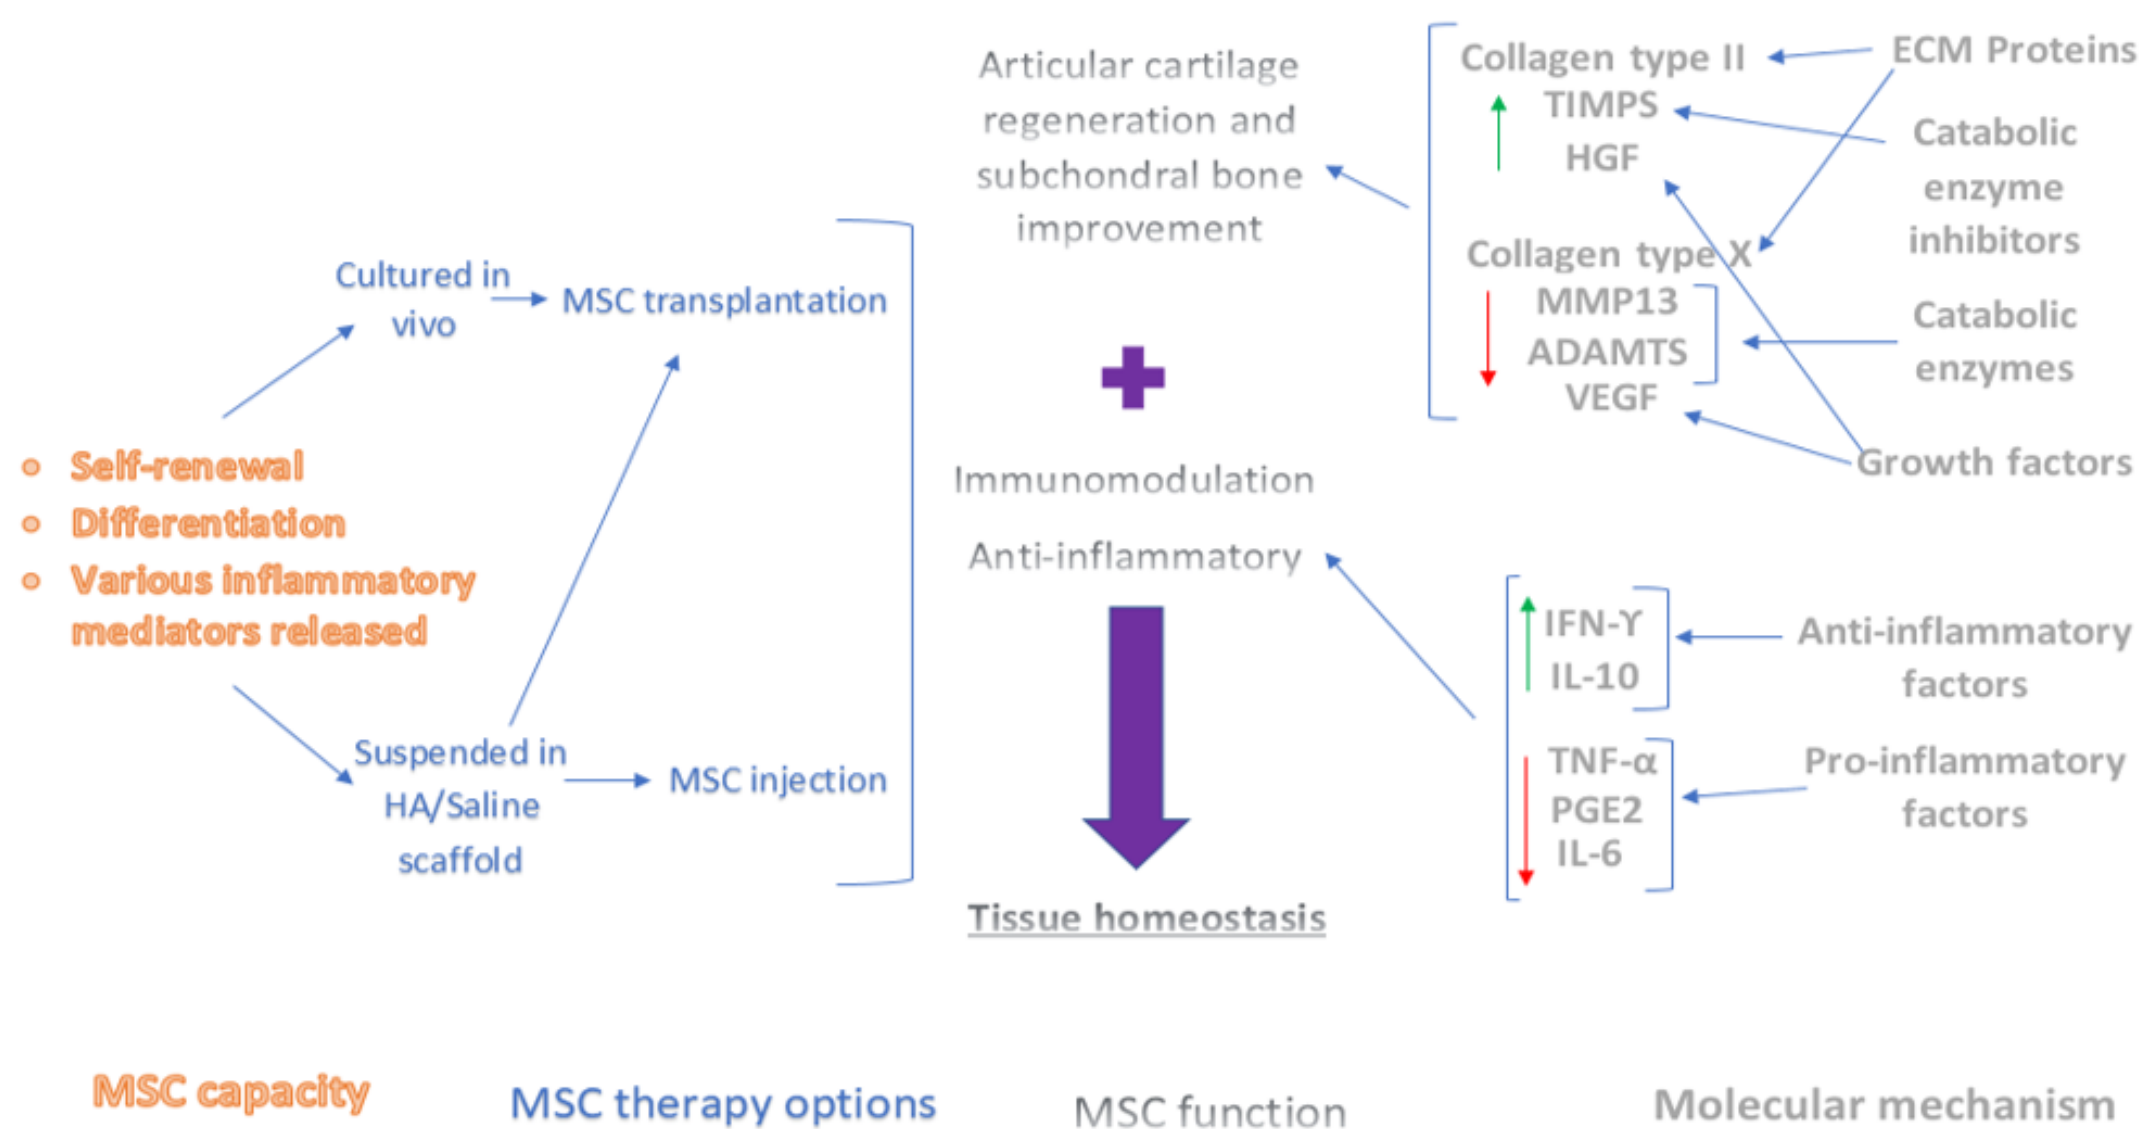 Self-renewal
Differentiation
Various inflammatory
mediators released
MSC capacity
Cultured in
vivo
MSC transplantation
Suspended in
HA/Saline
scaffold
MSC injection
MSC therapy options
Articular cartilage
regeneration and
subchondral bone
improvement
Immunomodulation
Anti-inflammatory
Tissue homeostasis
MSC function
Collagen type II
TIMPS
HGF
Collagen type X
MMP13
ADAMTS
VEGF
ECM Proteins
Catabolic
enzyme
inhibitors
Catabolic
enzymes
Growth factors
IFN-ϒ
IL-10
Anti-inflammatory
factors
TNF-α
PGE2
IL-6
Pro-inflammatory
factors
Molecular mechanism